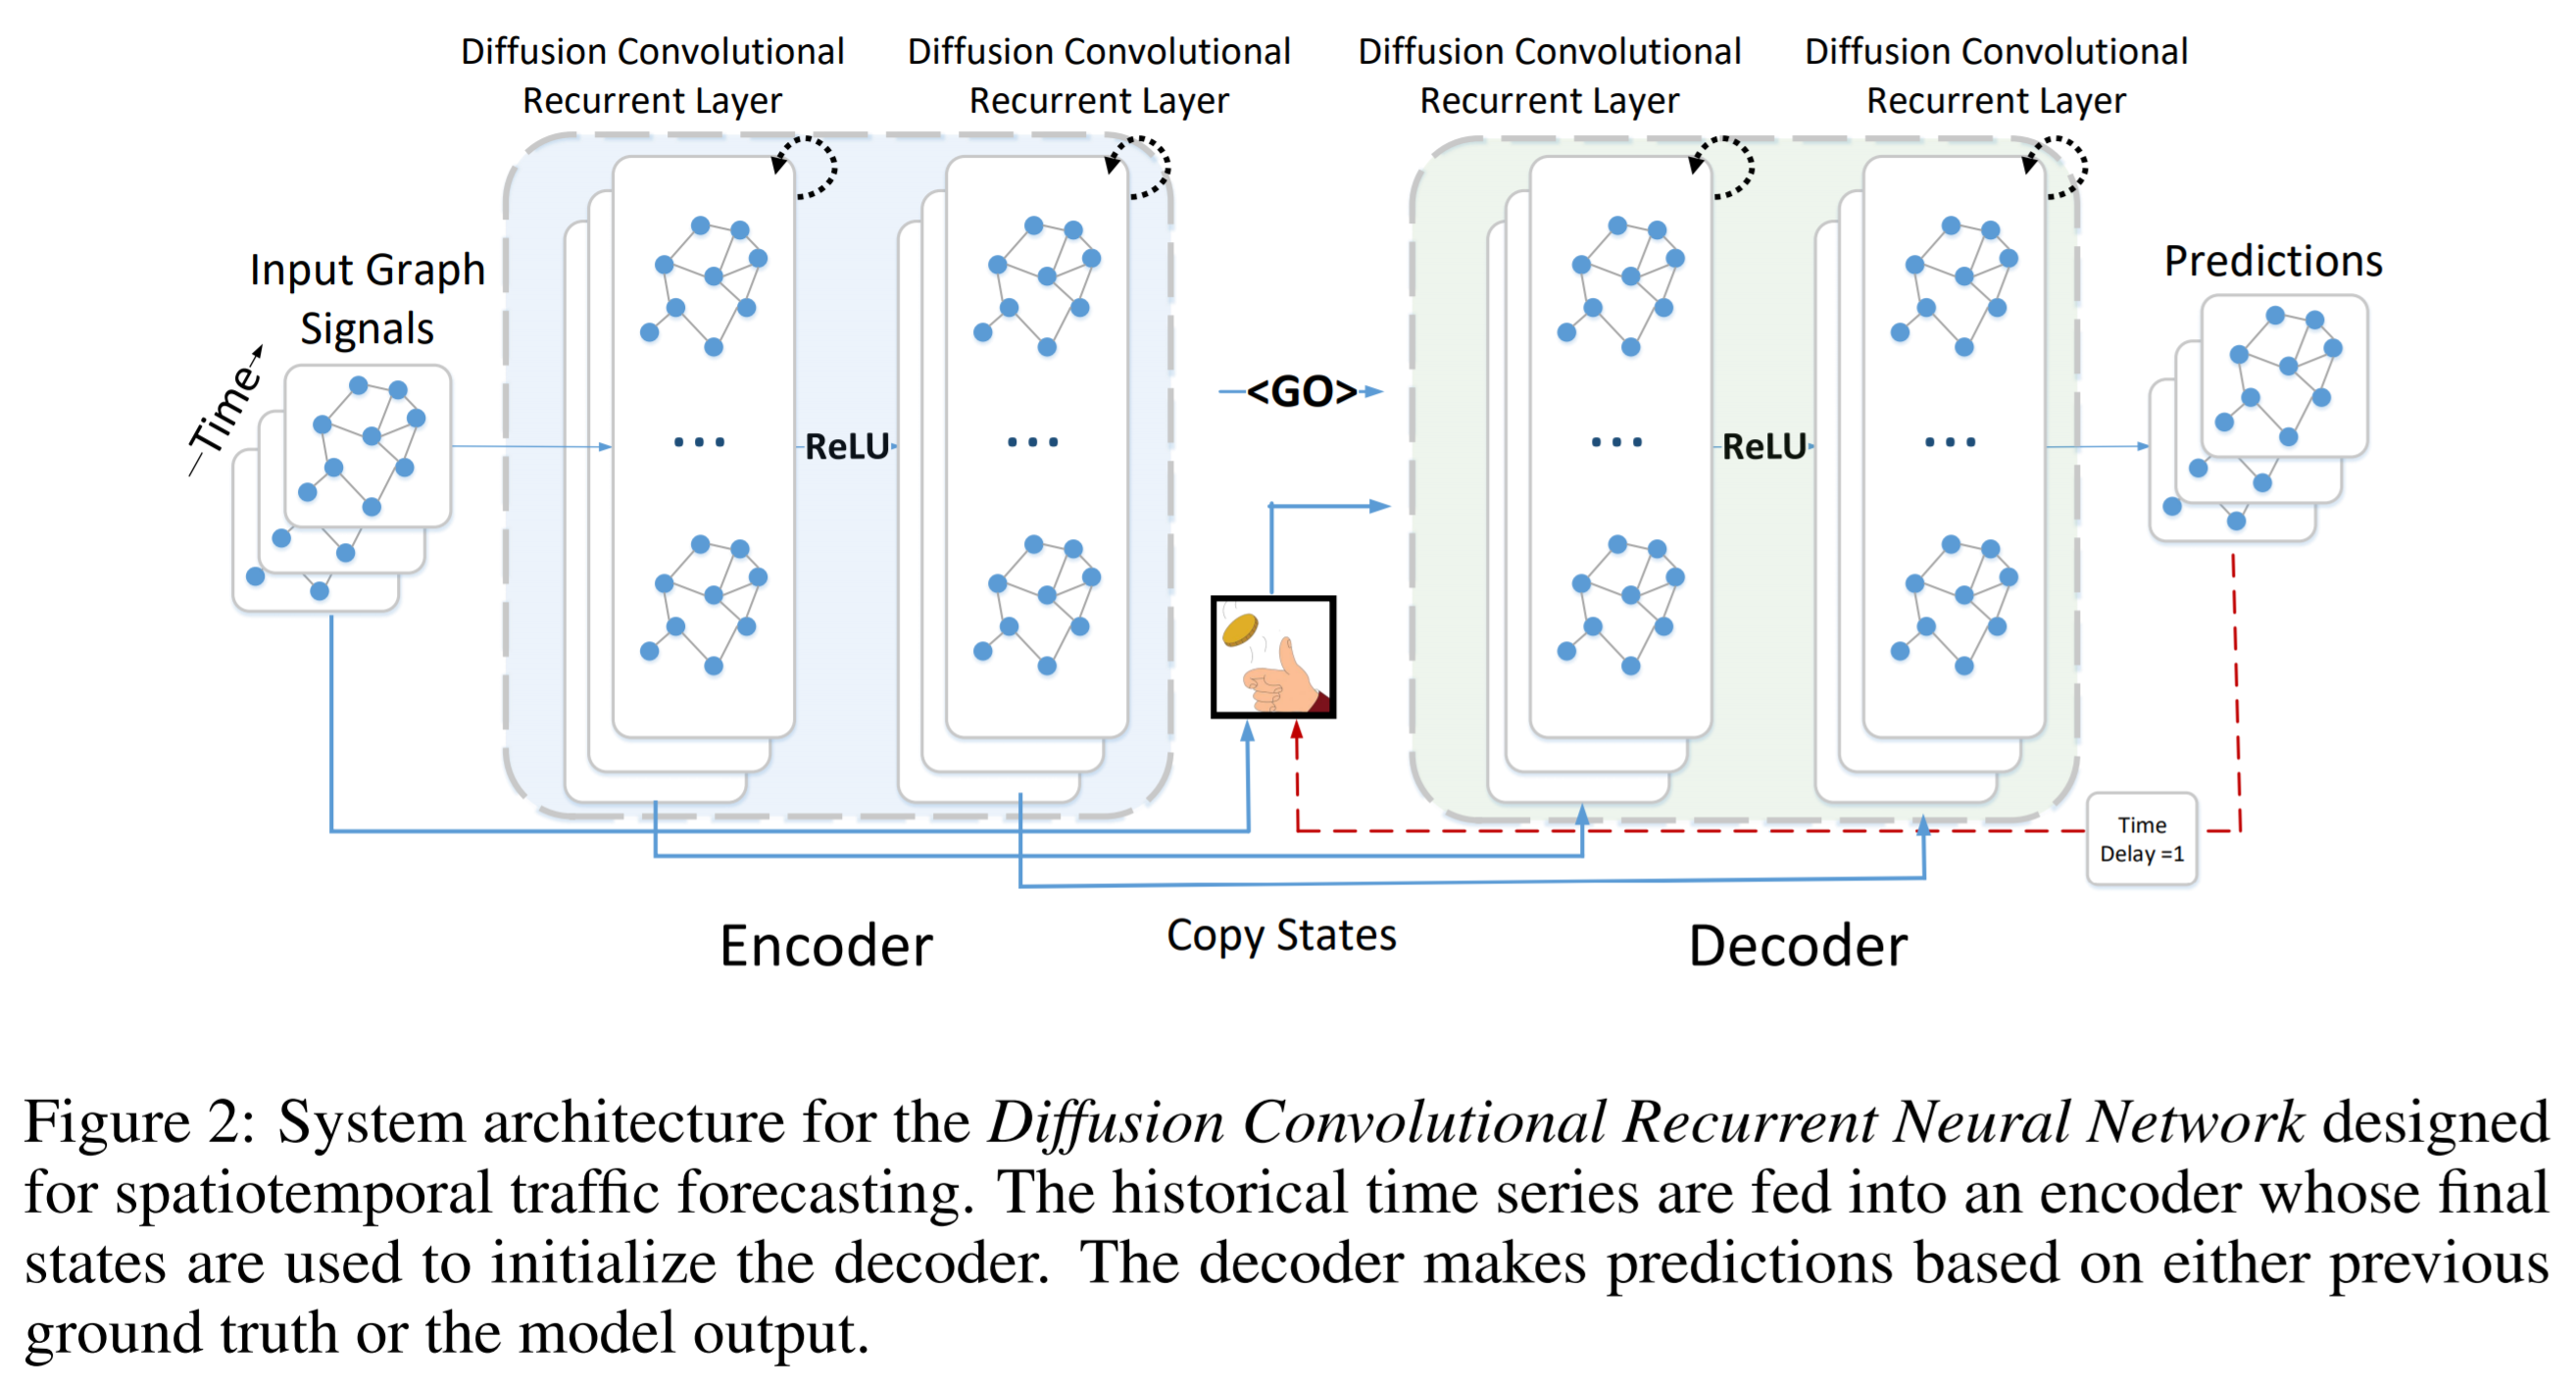 Diffusion Convolutional
Recurrent Layer
Diffusion Convolutional
Recurrent Layer
Diffusion Convolutional
Recurrent Layer
Diffusion Convolutional
Recurrent Layer
Input Graph
Signals
Time
ReLU
<GO>
ReLU
Predictions
Time
Delay =1
Encoder
Copy States
Decoder
Figure 2: System architecture for the Diffusion Convolutional Recurrent Neural Network designed
for spatiotemporal traffic forecasting. The historical time series are fed into an encoder whose final
states are used to initialize the decoder. The decoder makes predictions based on either previous
ground truth or the model output.